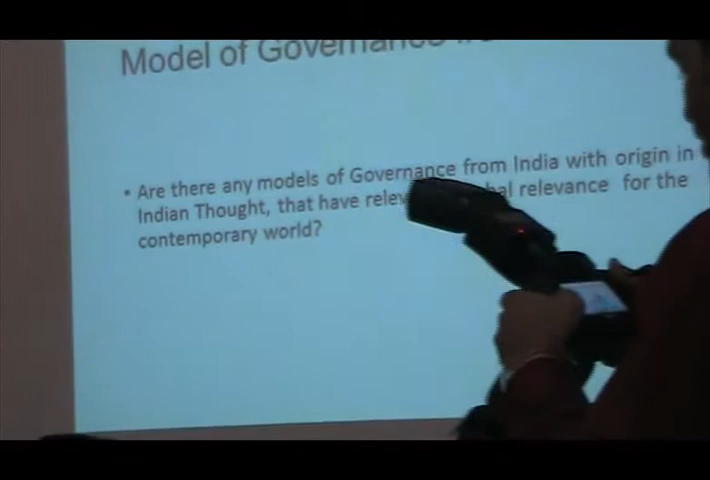 Model of Governance
• Are there any models of Governance from India with origin in
Indian Thought, that have relevance for the
contemporary world?